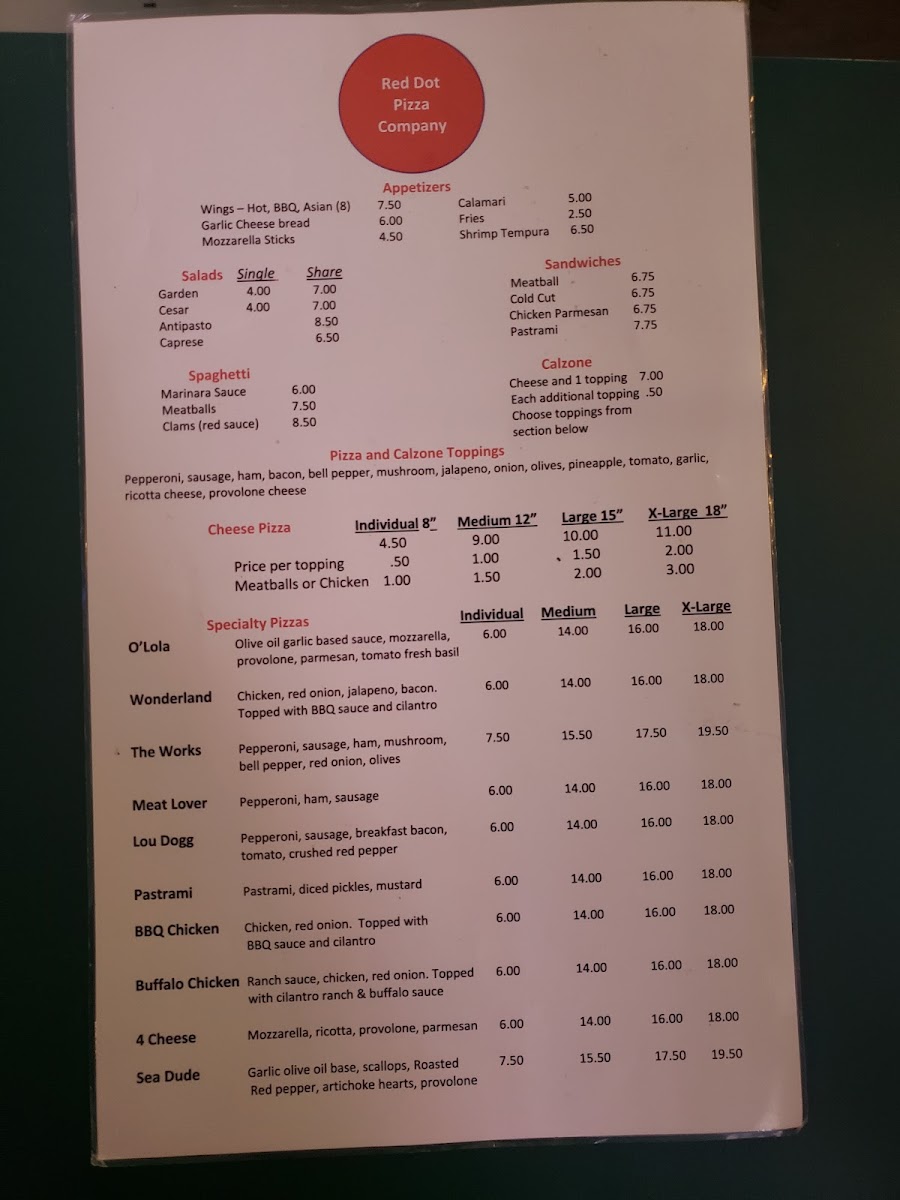 Red Dot
Pizza
Company
Appetizers
Wings – Hot, BBQ, Asian (8) 7.50 Calamari 5.00
Garlic Cheese bread 6.00 Fries 2.50
Mozzarella Sticks 4.50 Shrimp Tempura 6.50
Salads Single Share
Garden 4.00 7.00
Cesar 4.00 7.00
Antipasto 8.50
Caprese 6.50
Sandwiches
Meatball 6.75
Cold Cut 6.75
Chicken Parmesan 6.75
Pastrami 7.75
Spaghetti
Marinara Sauce 6.00
Meatballs 7.50
Clams (red sauce) 8.50
Calzone
Cheese and 1 topping 7.00
Each additional topping .50
Choose toppings from
section below
Pizza and Calzone Toppings
Pepperoni, sausage, ham, bacon, bell pepper, mushroom, jalapeno, onion, olives, pineapple, tomato, garlic,
ricotta cheese, provolone cheese
Cheese Pizza Individual 8" Medium 12" Large 15" X-Large 18"
4.50 9.00 10.00 11.00
Price per topping .50 1.00 1.50 2.00
Meatballs or Chicken 1.00 1.50 2.00 3.00
Specialty Pizzas Individual Medium Large X-Large
O'Lola Olive oil garlic based sauce, mozzarella, 6.00 14.00 16.00 18.00
provolone, parmesan, tomato fresh basil
Wonderland Chicken, red onion, jalapeno, bacon. 6.00 14.00 16.00 18.00
Topped with BBQ sauce and cilantro
The Works Pepperoni, sausage, ham, mushroom, 7.50 15.50 17.50 19.50
bell pepper, red onion, olives
Meat Lover Pepperoni, ham, sausage 6.00 14.00 16.00 18.00
Lou Dogg Pepperoni, sausage, breakfast bacon, 6.00 14.00 16.00 18.00
tomato, crushed red pepper
Pastrami Pastrami, diced pickles, mustard 6.00 14.00 16.00 18.00
BBQ Chicken Chicken, red onion. Topped with 6.00 14.00 16.00 18.00
BBQ sauce and cilantro
Buffalo Chicken Ranch sauce, chicken, red onion. Topped 6.00 14.00 16.00 18.00
with cilantro ranch & buffalo sauce
4 Cheese Mozzarella, ricotta, provolone, parmesan 6.00 14.00 16.00 18.00
Sea Dude Garlic olive oil base, scallops, Roasted 7.50 15.50 17.50 19.50
Red pepper, artichoke hearts, provolone